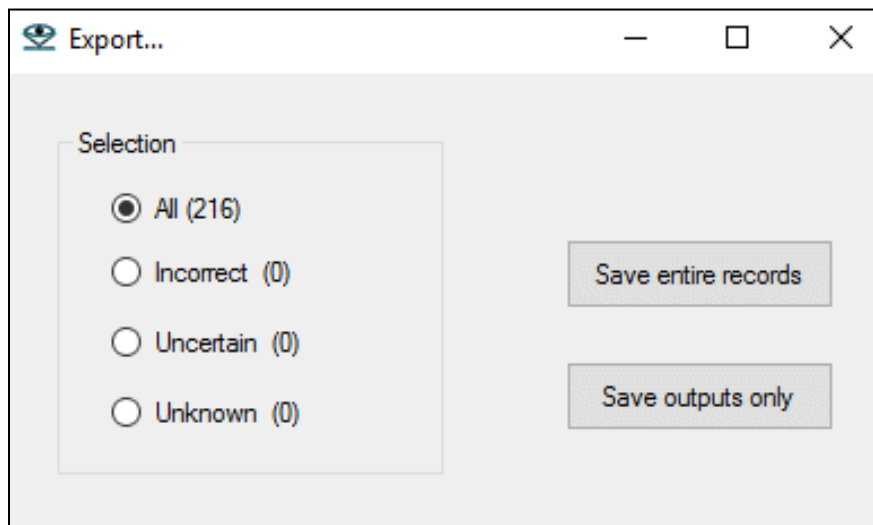 Export...
Selection
All (216)
Incorrect (0)
Uncertain (0)
Unknown (0)
Save entire records
Save outputs only